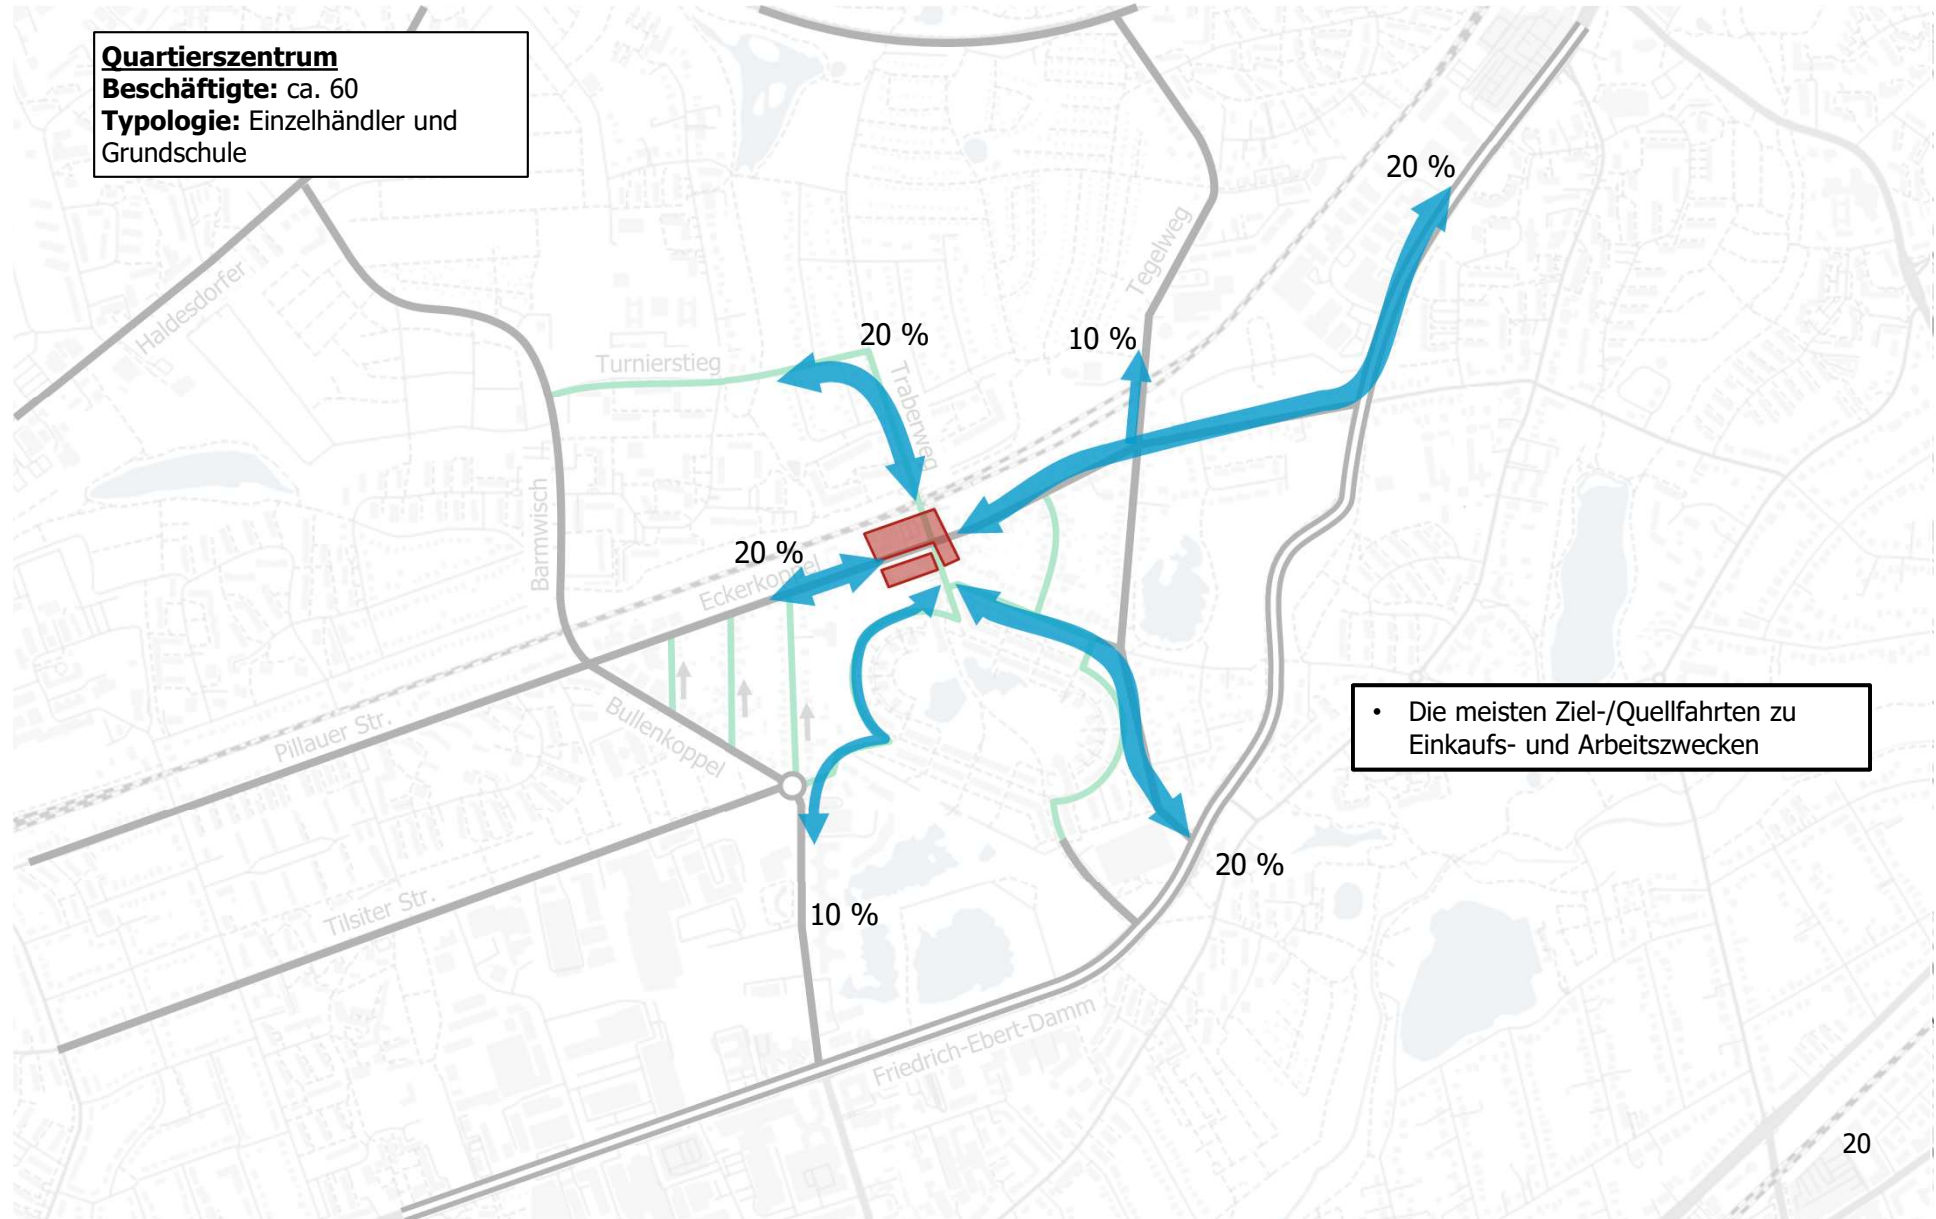 Quartierszentrum
Beschäftigte: ca. 60
Typologie: Einzelhändler und
Grundschule
20 %
Haldesdorfer
Tegelweg
20 %
10 %
Turnierstieg
Traberweg
Barmwisch
20 %
Eckerkoppel
Pillauer Str.
Bullenkoppel
• Die meisten Ziel-/Quellfahrten zu
Einkaufs- und Arbeitszwecken
20 %
Tilsiter Str.
10 %
Friedrich-Ebert-Damm
20